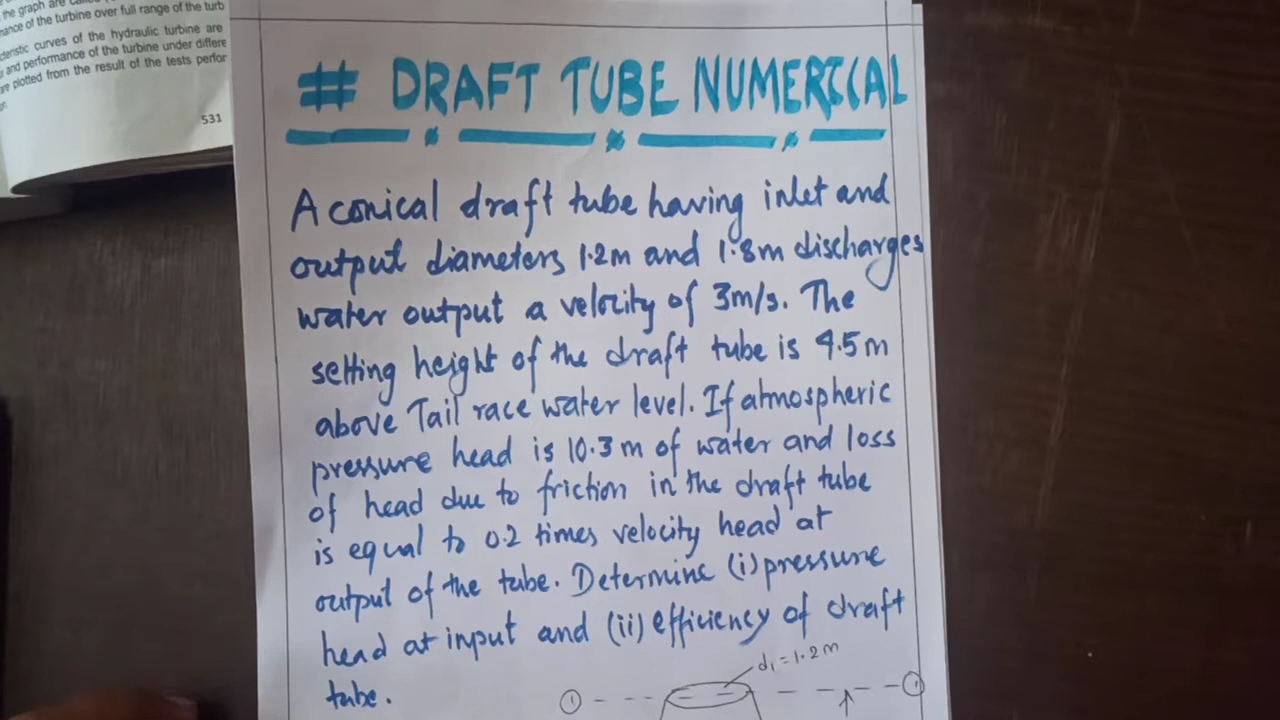 the graph are
mance of the turbine over full range of the turb
cteristic curves of the hydraulic turbine are
and performance of the turbine under differe
are plotted from the result of the tests perfor
531
# DRAFT TUBE NUMERICAL
A conical draft tube having inlet and
output diameters 1.2m and 1.8m discharges
water output a velocity of 3m/s. The
setting height of the draft tube is 4.5m
above Tail race water level. If atmospheric
pressure head is 10.3 m of water and loss
of head due to friction in the draft tube
is equal to 0.2 times velocity head at
output of the tube. Determine (i) pressure
head at input and (ii) efficiency of draft
tube.
d₁ = 1.2m
① ①